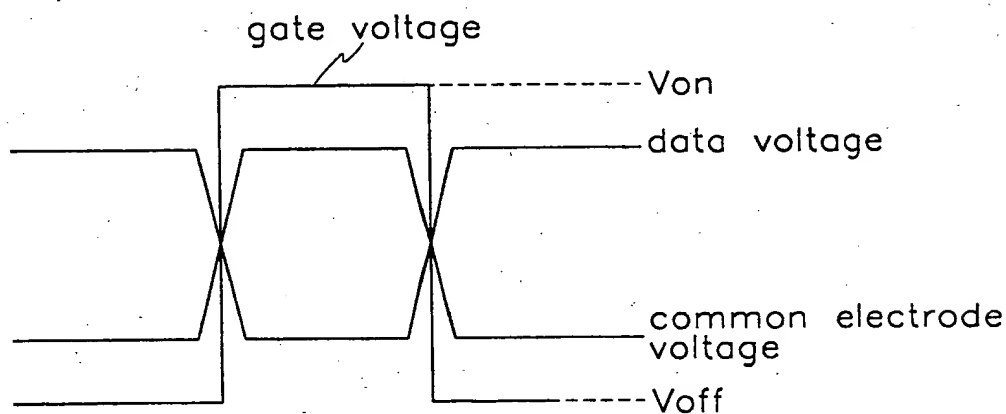 gate voltage
Von
data voltage
common electrode
voltage
Voff